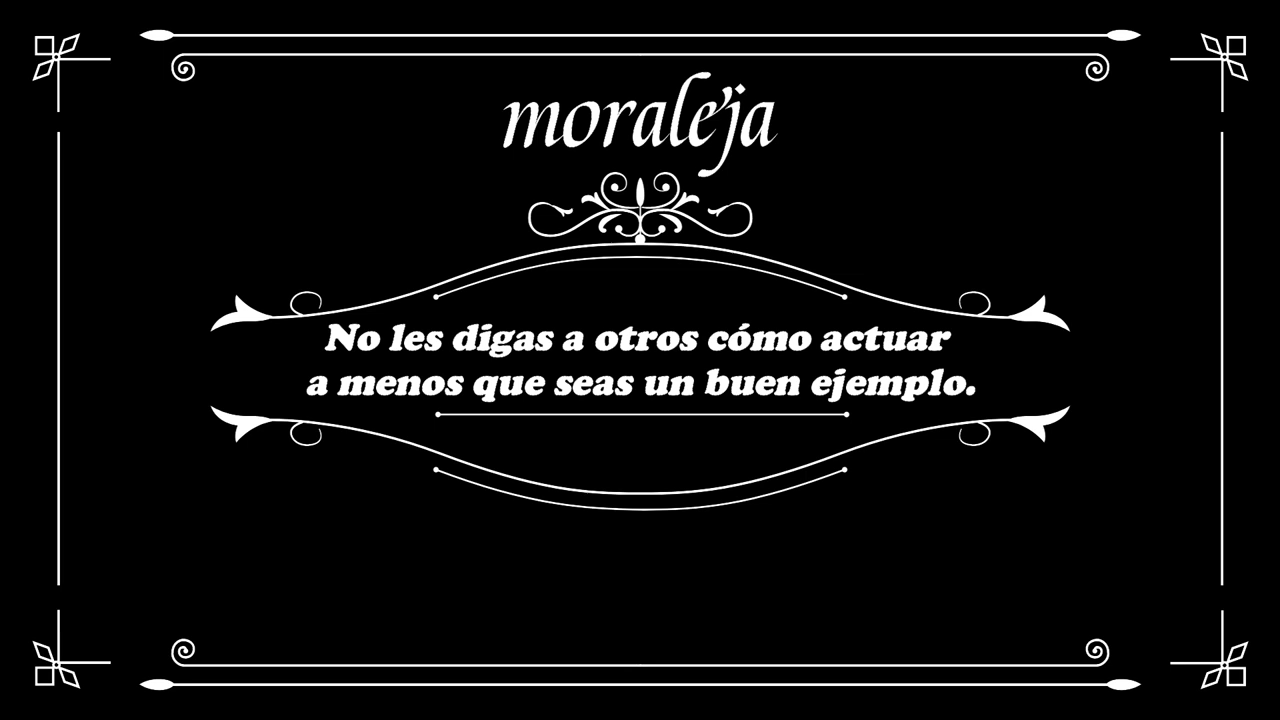 moraleja
No les digas a otros cómo actuar
a menos que seas un buen ejemplo.